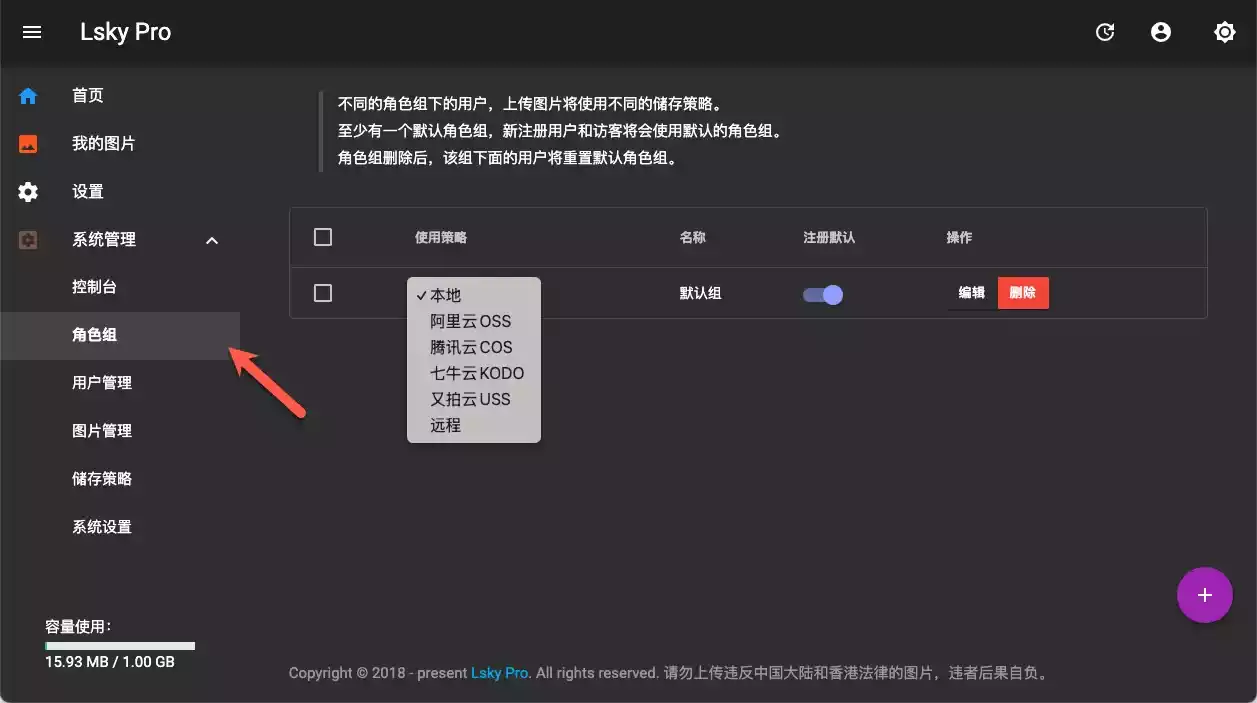 Lsky Pro
首页
我的图片
设置
系统管理
控制台
角色组
用户管理
图片管理
储存策略
系统设置
容量使用：
15.93 MB / 1.00 GB
不同的角色组下的用户，上传图片将使用不同的储存策略。
至少有一个默认角色组，新注册用户和访客将会使用默认的角色组。
角色组删除后，该组下面的用户将重置默认角色组。
使用策略 名称 注册默认 操作
✓本地 默认组 编辑 删除
阿里云OSS
腾讯云COS
七牛云KODO
又拍云USS
远程
Copyright © 2018 - present Lsky Pro. All rights reserved. 请勿上传违反中国大陆和香港法律的图片，违者后果自负。